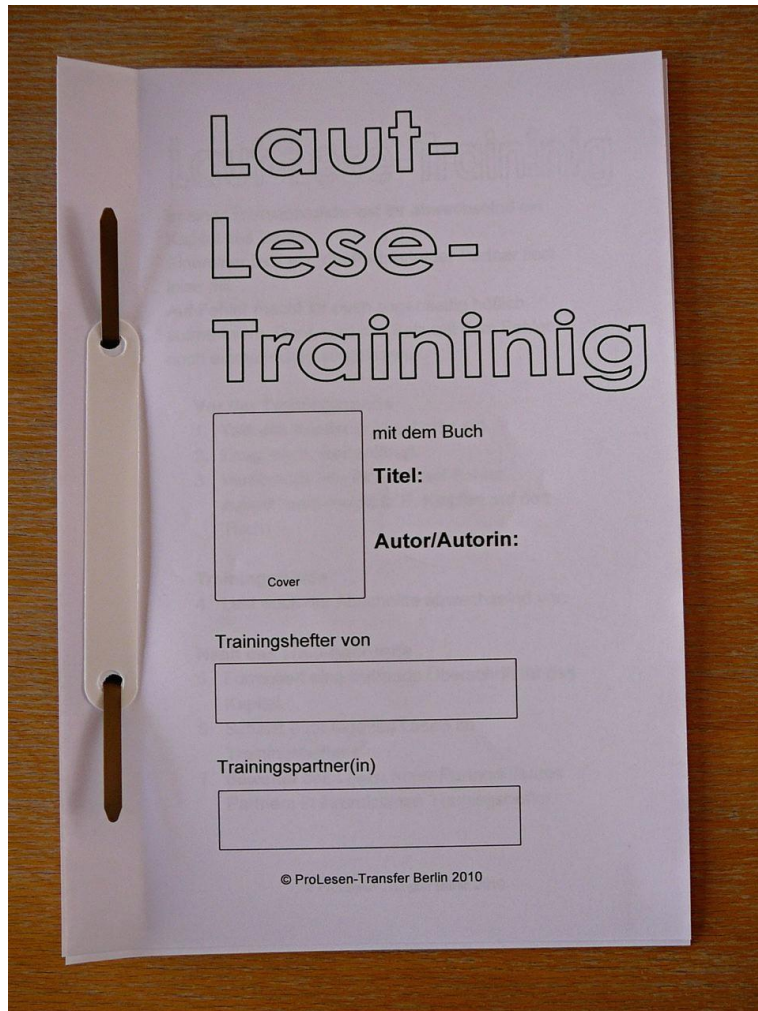 Laut-
Lese-
Traininig
mit dem Buch
Titel:
Autor/Autorin:
Cover
Trainingshefter von
Trainingspartner(in)
© ProLesen-Transfer Berlin 2010